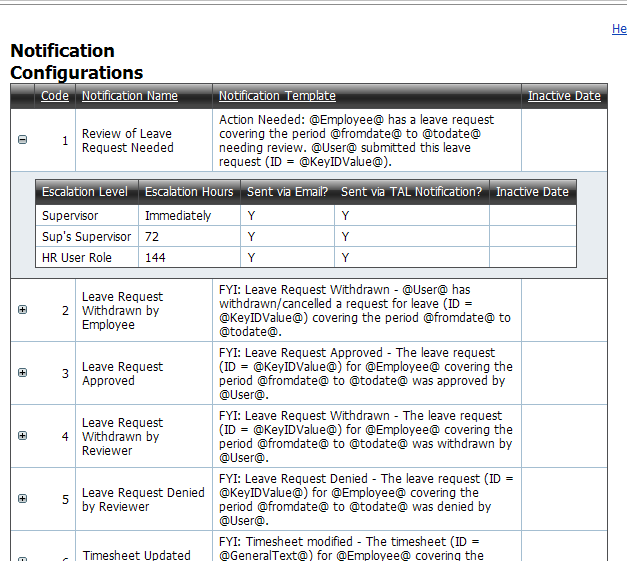 He
Notification
Configurations
Code Notification Name Notification Template Inactive Date
1 Review of Leave Request Needed Action Needed: @Employee@ has a leave request
covering the period @fromdate@ to @todate@
needing review. @User@ submitted this leave
request (ID = @KeyIDValue@).
Escalation Level Escalation Hours Sent via Email? Sent via TAL Notification? Inactive Date
Supervisor Immediately Y Y
Sup's Supervisor 72 Y Y
HR User Role 144 Y Y
2 Leave Request Withdrawn by Employee FYI: Leave Request Withdrawn - @User@ has
withdrawn/cancelled a request for leave (ID =
@KeyIDValue@) covering the period @fromdate@ to
@todate@.
3 Leave Request Approved FYI: Leave Request Approved - The leave request
(ID = @KeyIDValue@) for @Employee@ covering the
period @fromdate@ to @todate@ was approved by
@User@.
4 Leave Request Withdrawn by Reviewer FYI: Leave Request Withdrawn - The leave request
(ID = @KeyIDValue@) for @Employee@ covering the
period @fromdate@ to @todate@ was withdrawn by
@User@.
5 Leave Request Denied by Reviewer FYI: Leave Request Denied - The leave request (ID =
@KeyIDValue@) for @Employee@ covering the
period @fromdate@ to @todate@ was denied by
@User@.
Timesheet Updated FYI: Timesheet modified - The timesheet (ID =
@GeneralText@) for @Employee@ covering the